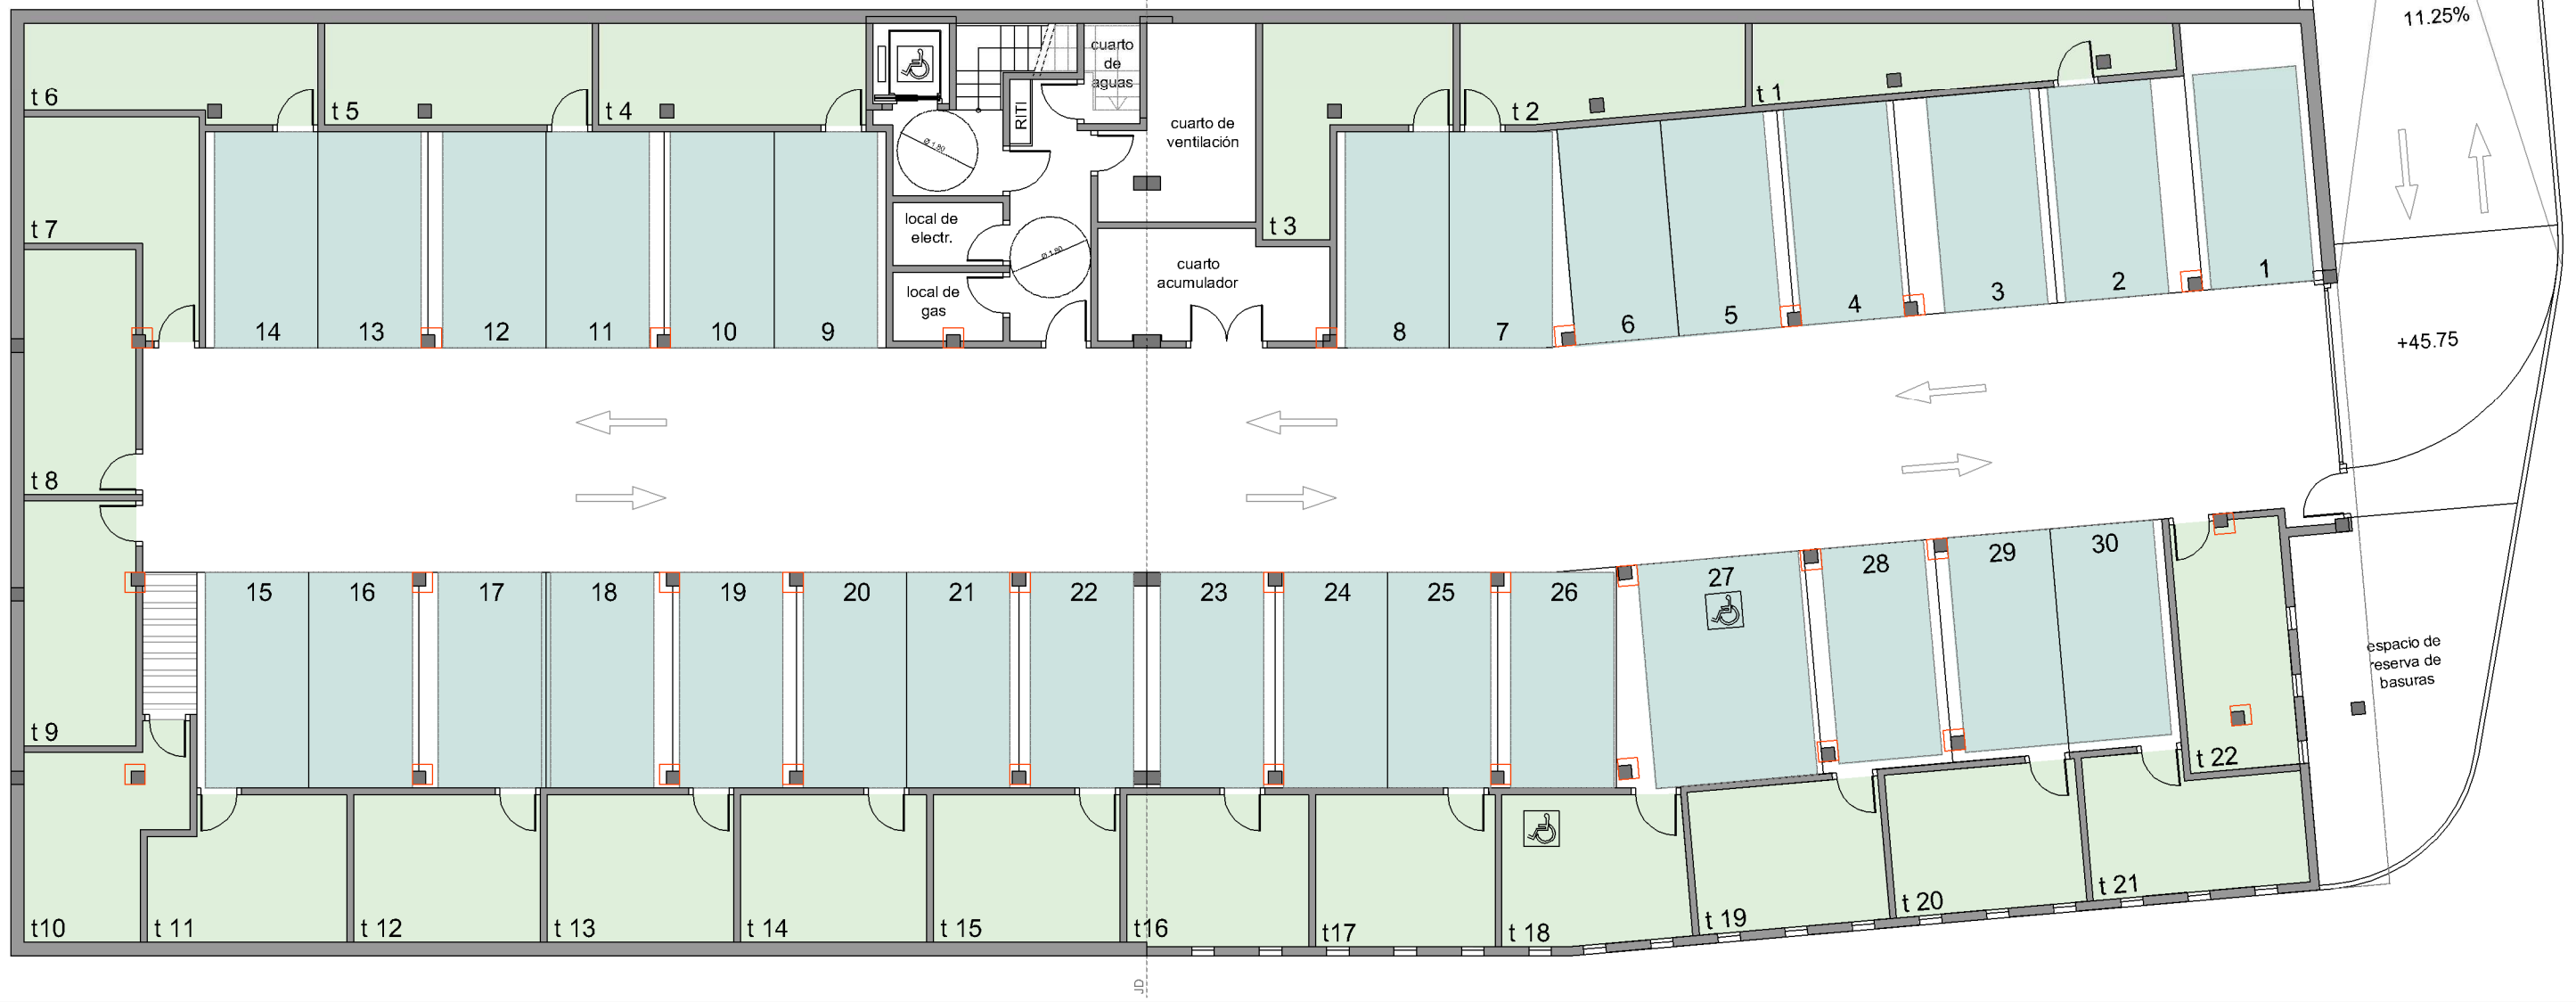 11.25%
cuarto
de
aguas
RITI
cuarto de
ventilación
t 6
t 5
t 4
t 2
t 1
t 7
t 3
Ø 1.80
local de
electr.
Ø 1.80
local de
gas
cuarto
acumulador
14
13
12
11
10
9
8
7
6
5
4
3
2
1
+45.75
t 8
t 9
15
16
17
18
19
20
21
22
23
24
25
26
27
28
29
30
espacio de
reserva de
basuras
t 22
t10
t 11
t 12
t 13
t 14
t 15
t16
t17
t 18
t 19
t 20
t 21
JD